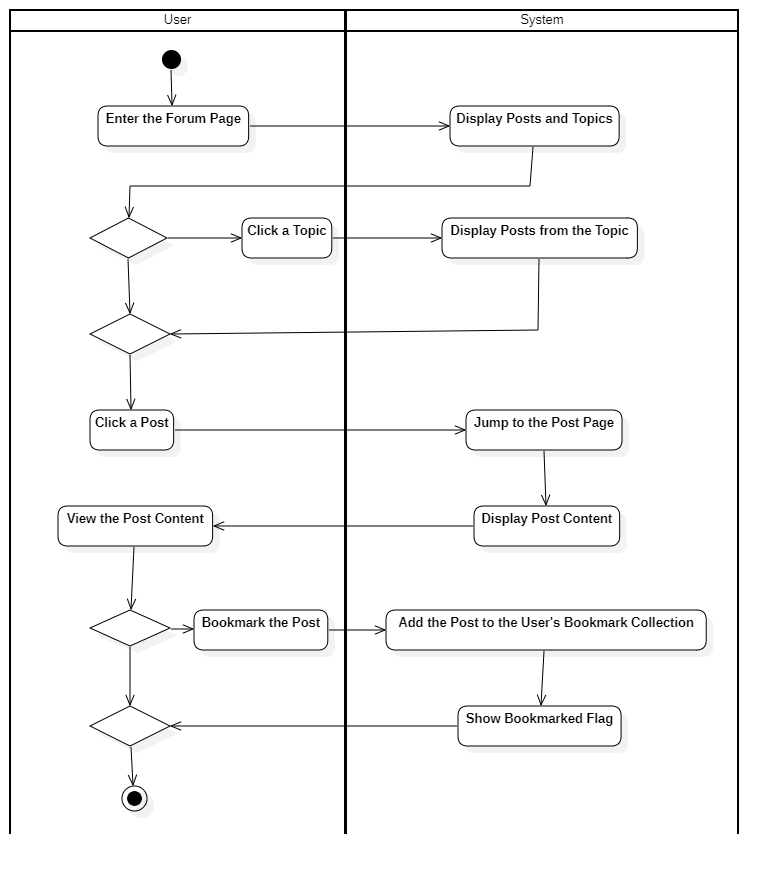 User
System
Enter the Forum Page
Display Posts and Topics
Click a Topic
Display Posts from the Topic
Click a Post
Jump to the Post Page
View the Post Content
Display Post Content
Bookmark the Post
Add the Post to the User's Bookmark Collection
Show Bookmarked Flag